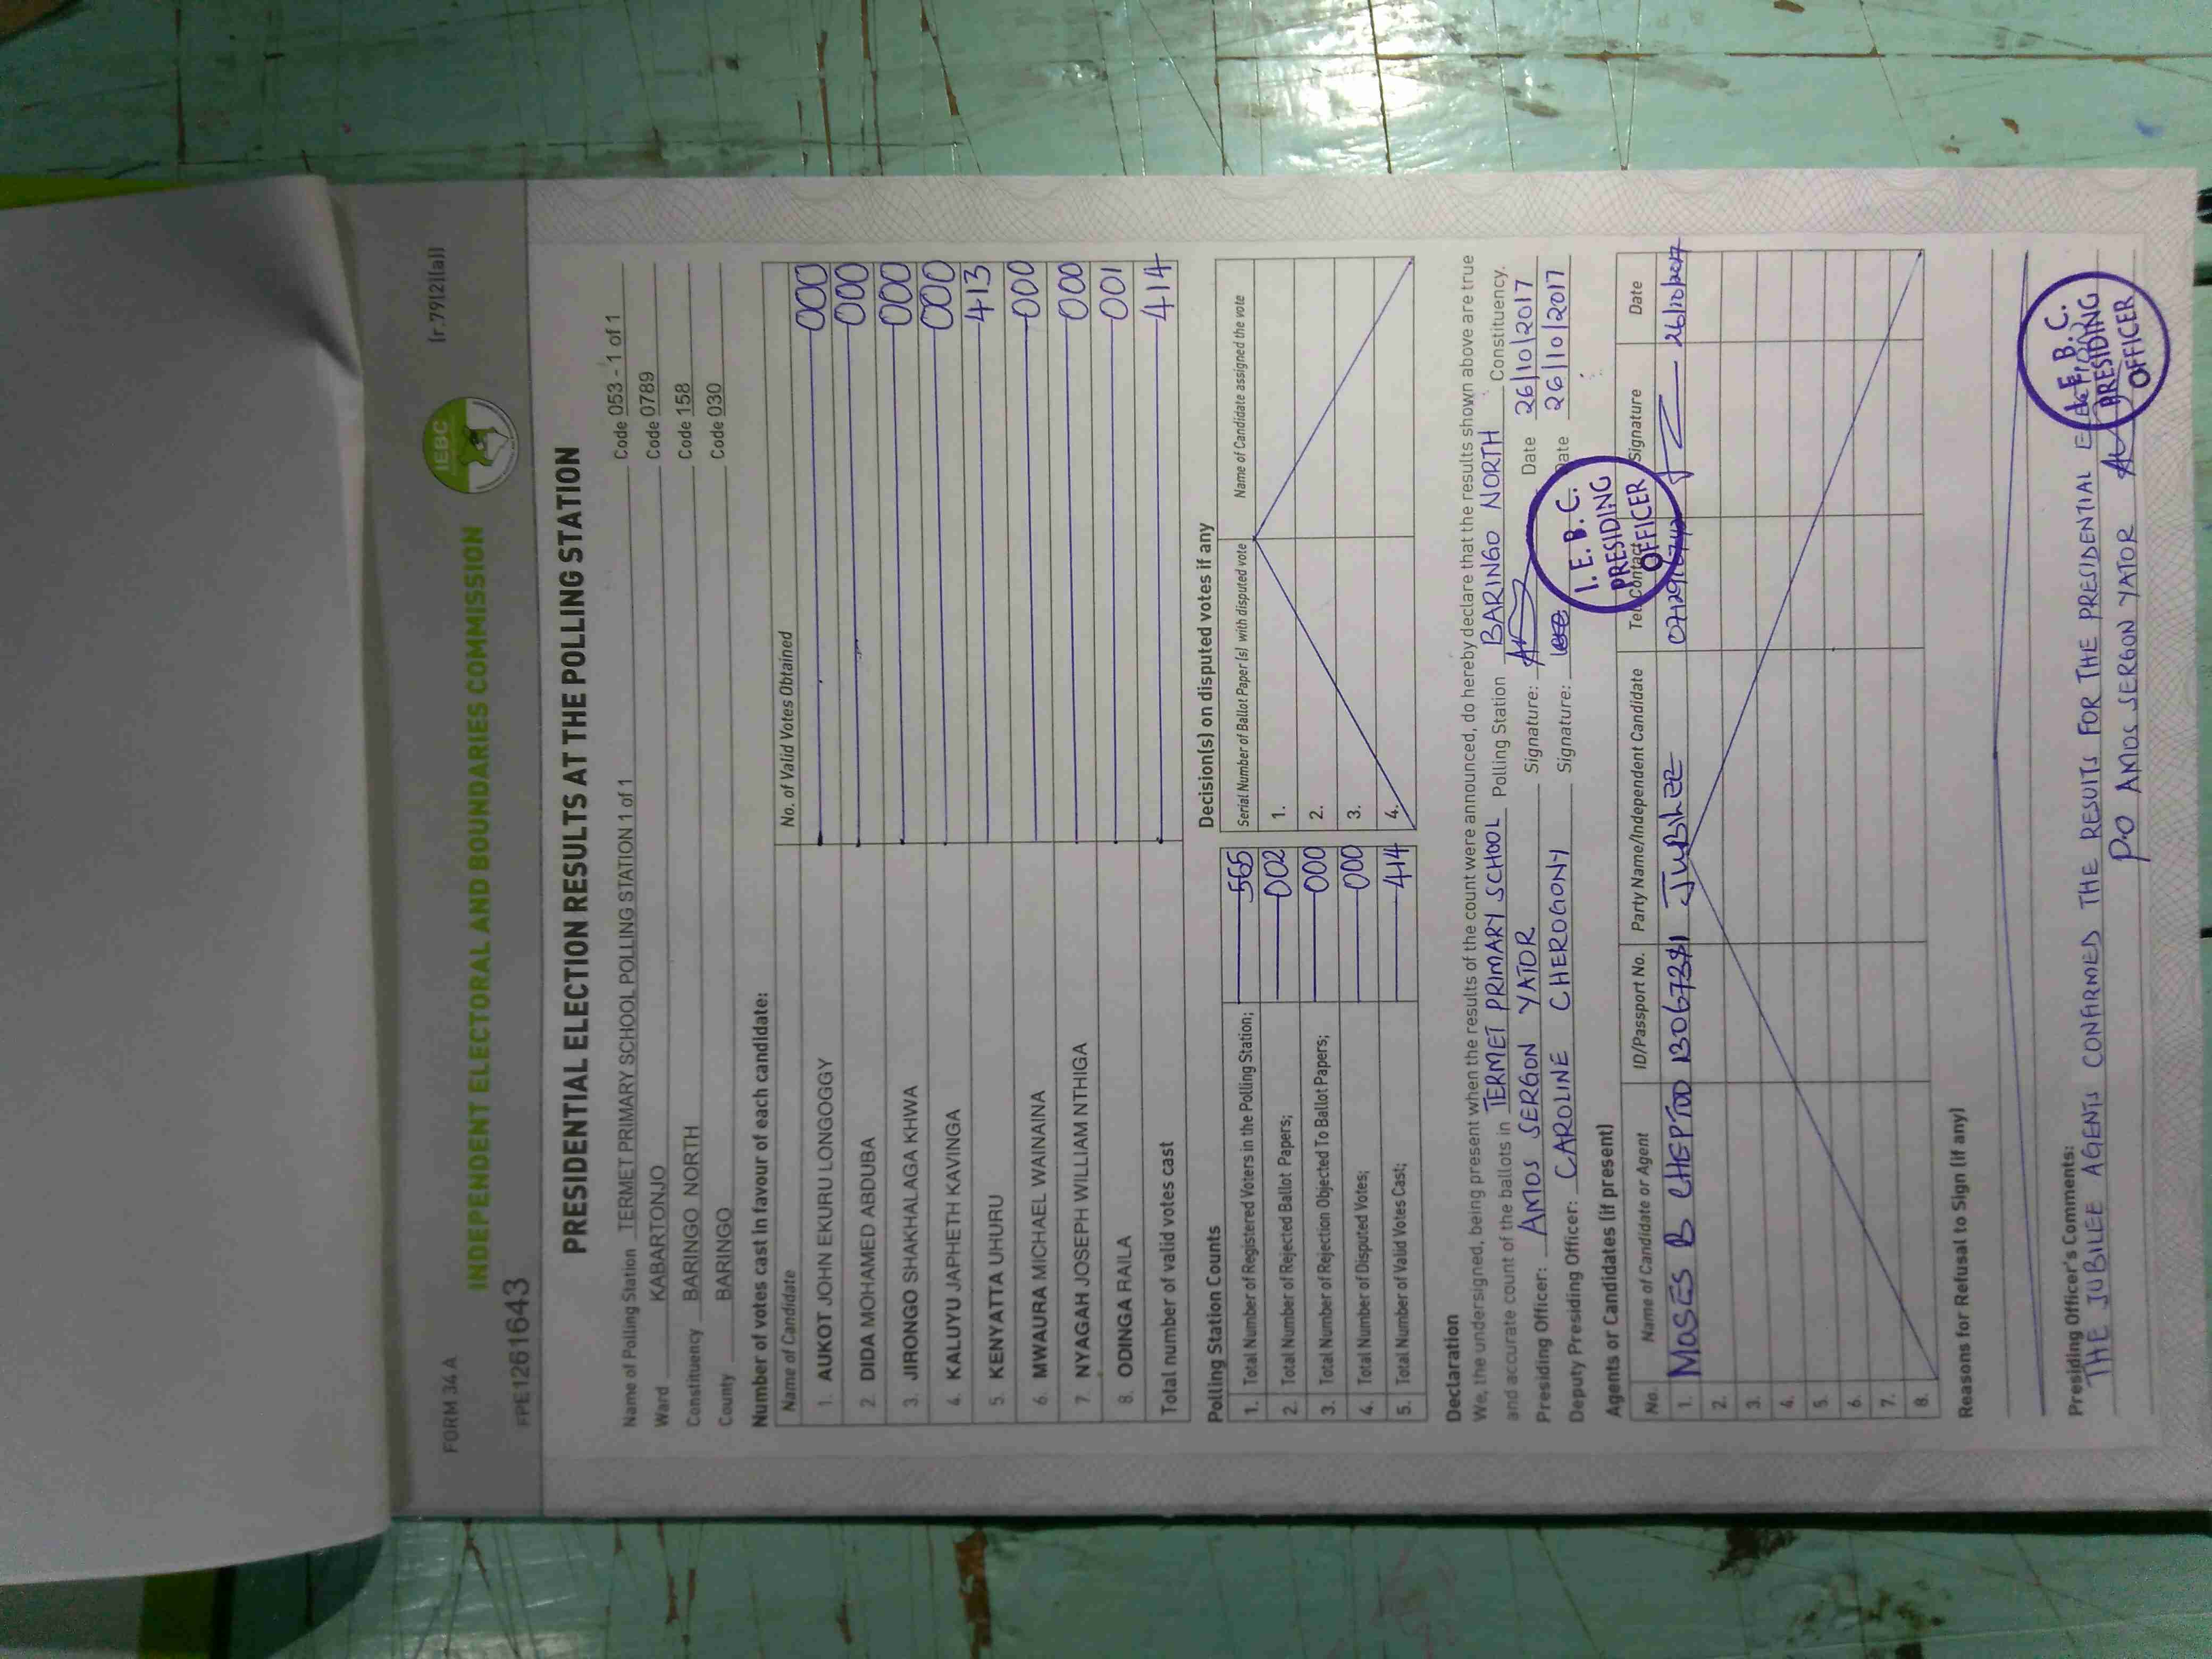 FORM 34 A
(r.79(2)(a))
IEBC
INDEPENDENT ELECTORAL AND BOUNDARIES COMMISSION
FPE1261643
PRESIDENTIAL ELECTION RESULTS AT THE POLLING STATION
Name of Polling Station TERMET PRIMARY SCHOOL POLLING STATION 1 of 1 Code 053 - 1 of 1
Ward KABARTONJO Code 0789
Constituency BARINGO NORTH Code 158
County BARINGO Code 030
Number of votes cast in favour of each candidate:
Name of Candidate No. of Valid Votes Obtained
1. AUKOT JOHN EKURU LONGOGGY 000
2. DIDA MOHAMED ABDUBA 000
3. JIRONGO SHAKHALAGA KHWA 000
4. KALUYU JAPHETH KAVINGA 000
5. KENYATTA UHURU 413
6. MWAURA MICHAEL WAINAINA 000
7. NYAGAH JOSEPH WILLIAM NTHIGA 000
8. ODINGA RAILA 001
Total number of valid votes cast 414
Polling Station Counts
1. Total Number of Registered Voters in the Polling Station; 565
2. Total Number of Rejected Ballot Papers; 002
3. Total Number of Rejection Objected To Ballot Papers; 000
4. Total Number of Disputed Votes; 000
5. Total Number of Valid Votes Cast; 414
Decision(s) on disputed votes if any
Serial Number of Ballot Paper (s) with disputed vote Name of Candidate assigned the vote
1.
2.
3.
4.
Declaration
We, the undersigned, being present when the results of the count were announced, do hereby declare that the results shown above are true
and accurate count of the ballots in TERMET PRIMARY SCHOOL Polling Station BARINGO NORTH Constituency.
Presiding Officer: AMOS SERGON YATOR Signature: Date 26/10/2017
Deputy Presiding Officer: CAROLINE CHEROGONY Signature: Date 26/10/2017
I. E. B. C.
PRESIDING
OFFICER
Agents or Candidates (if present)
No. Name of Candidate or Agent ID/Passport No. Party Name/Independent Candidate Tel. Contact Signature Date
1. MOSES B CHEPTOO JUBILEE 26/10/2017
2.
3.
4.
5.
6.
7.
8.
Reasons for Refusal to Sign (if any)
Presiding Officer's Comments:
THE JUBILEE AGENTS CONFIRMED THE RESULTS FOR THE PRESIDENTIAL ELECTION
P.O AMOS SERGON YATOR
I. E. B. C.
PRESIDING
OFFICER